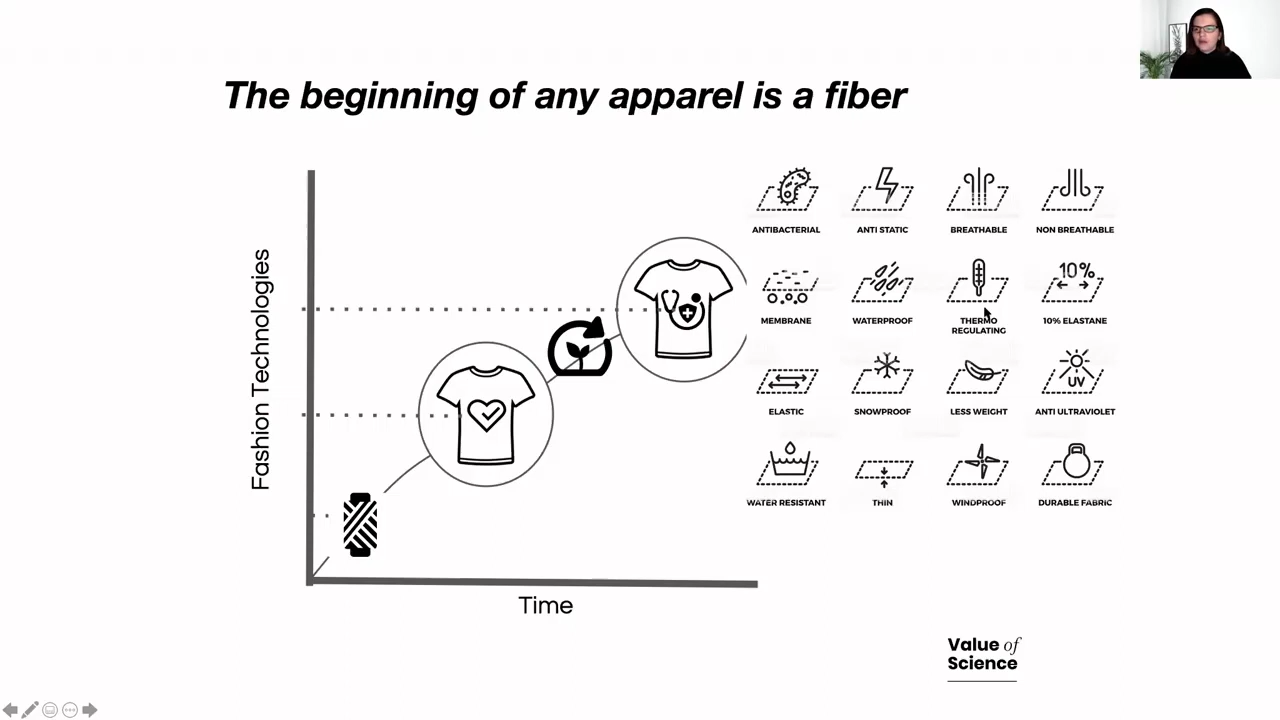 The beginning of any apparel is a fiber
Fashion Technologies
Time
ANTIBACTERIAL
ANTI STATIC
BREATHABLE
NON BREATHABLE
MEMBRANE
WATERPROOF
THERMO
REGULATING
10%
10% ELASTANE
ELASTIC
SNOWPROOF
LESS WEIGHT
UV
ANTI ULTRAVIOLET
WATER RESISTANT
THIN
WINDPROOF
DURABLE FABRIC
Value of
Science